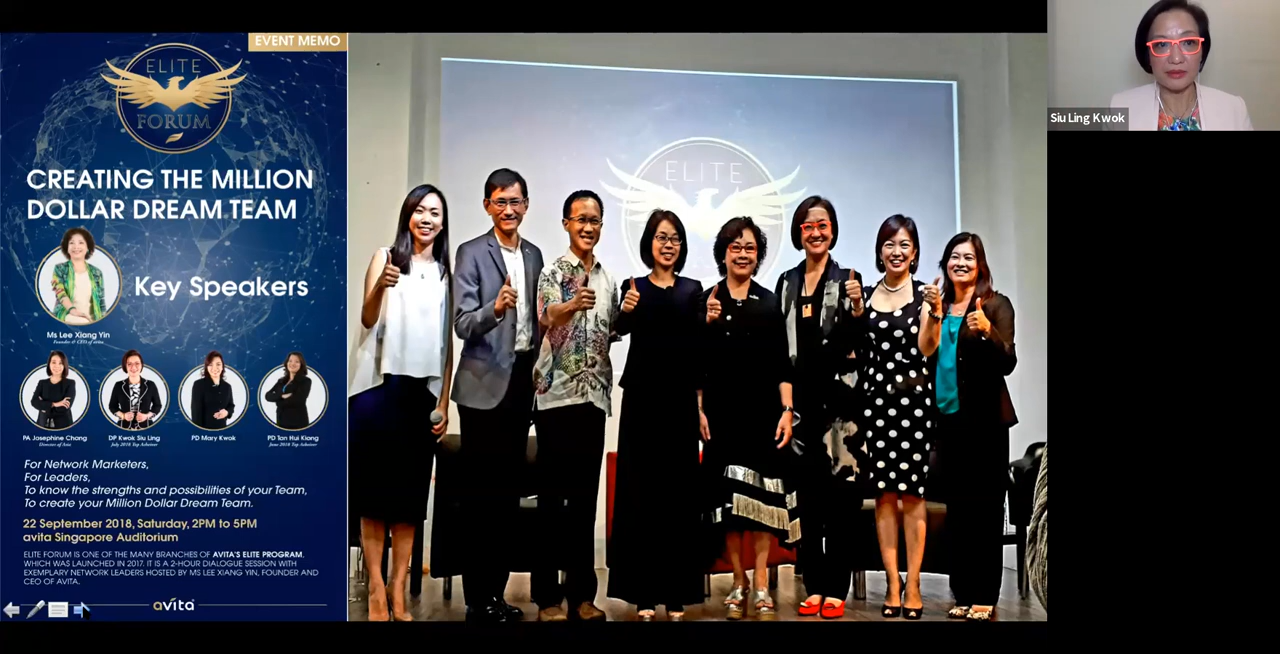 EVENT MEMO
ELITE
FORUM
CREATING THE MILLION
DOLLAR DREAM TEAM
Key Speakers
Ms Lee Xiang Yin
Founder & CEO of avita
PA Josephine Chong
Director of Asia
DP Kwok Siu Ling
July 2018 Top Achiever
PD Mary Kwok
PD Tan Hui Kiang
June 2018 Top Achiever
For Network Marketers,
For Leaders,
To know the strengths and possibilities of your Team,
To create your Million Dollar Dream Team.
22 September 2018, Saturday, 2PM to 5PM
avita Singapore Auditorium
ELITE FORUM IS ONE OF THE MANY BRANCHES OF AVITA'S ELITE PROGRAM.
WHICH WAS LAUNCHED IN 2017. IT IS A 2-HOUR DIALOGUE SESSION WITH
EXEMPLARY NETWORK LEADERS HOSTED BY MS LEE XIANG YIN, FOUNDER AND
CEO OF AVITA.
avita
ELITE
Siu Ling Kwok